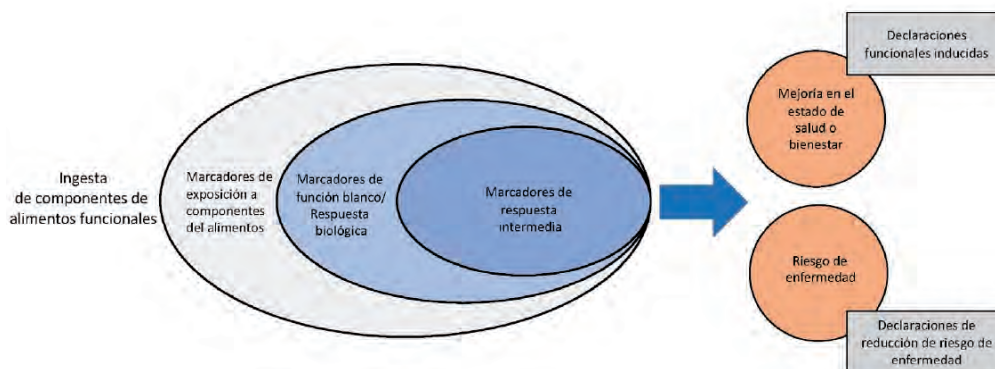 Ingesta
de componentes de
alimentos funcionales
Marcadores de
exposición a
componentes
del alimentos
Marcadores de
función blanco/
Respuesta
biológica
Marcadores de
respuesta
intermedia
Declaraciones
funcionales inducidas
Mejoría en el
estado de
salud o
bienestar
Riesgo de
enfermedad
Declaraciones de
reducción de riesgo de
enfermedad